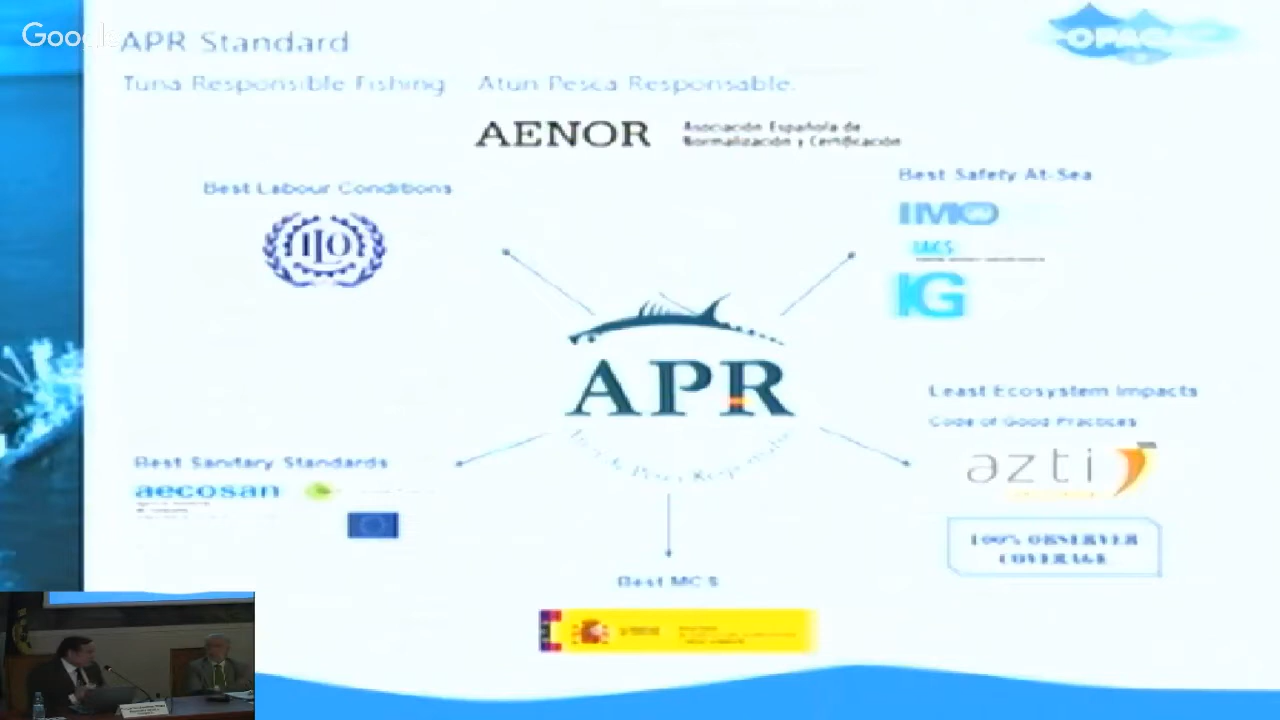 Google
APR Standard
OPAGAC
Tuna Responsible Fishing - Atun Pesca Responsable.
AENOR
Asociación Española de
Normalización y Certificación
Best Labour Conditions
ILO
Best Safety At-Sea
IMO
IACS
IG
APR
Least Ecosystem Impacts
Code of Good Practices
azti
100% OBSERVER
COVERAGE
Best Sanitary Standards
aecosan
Best MCS